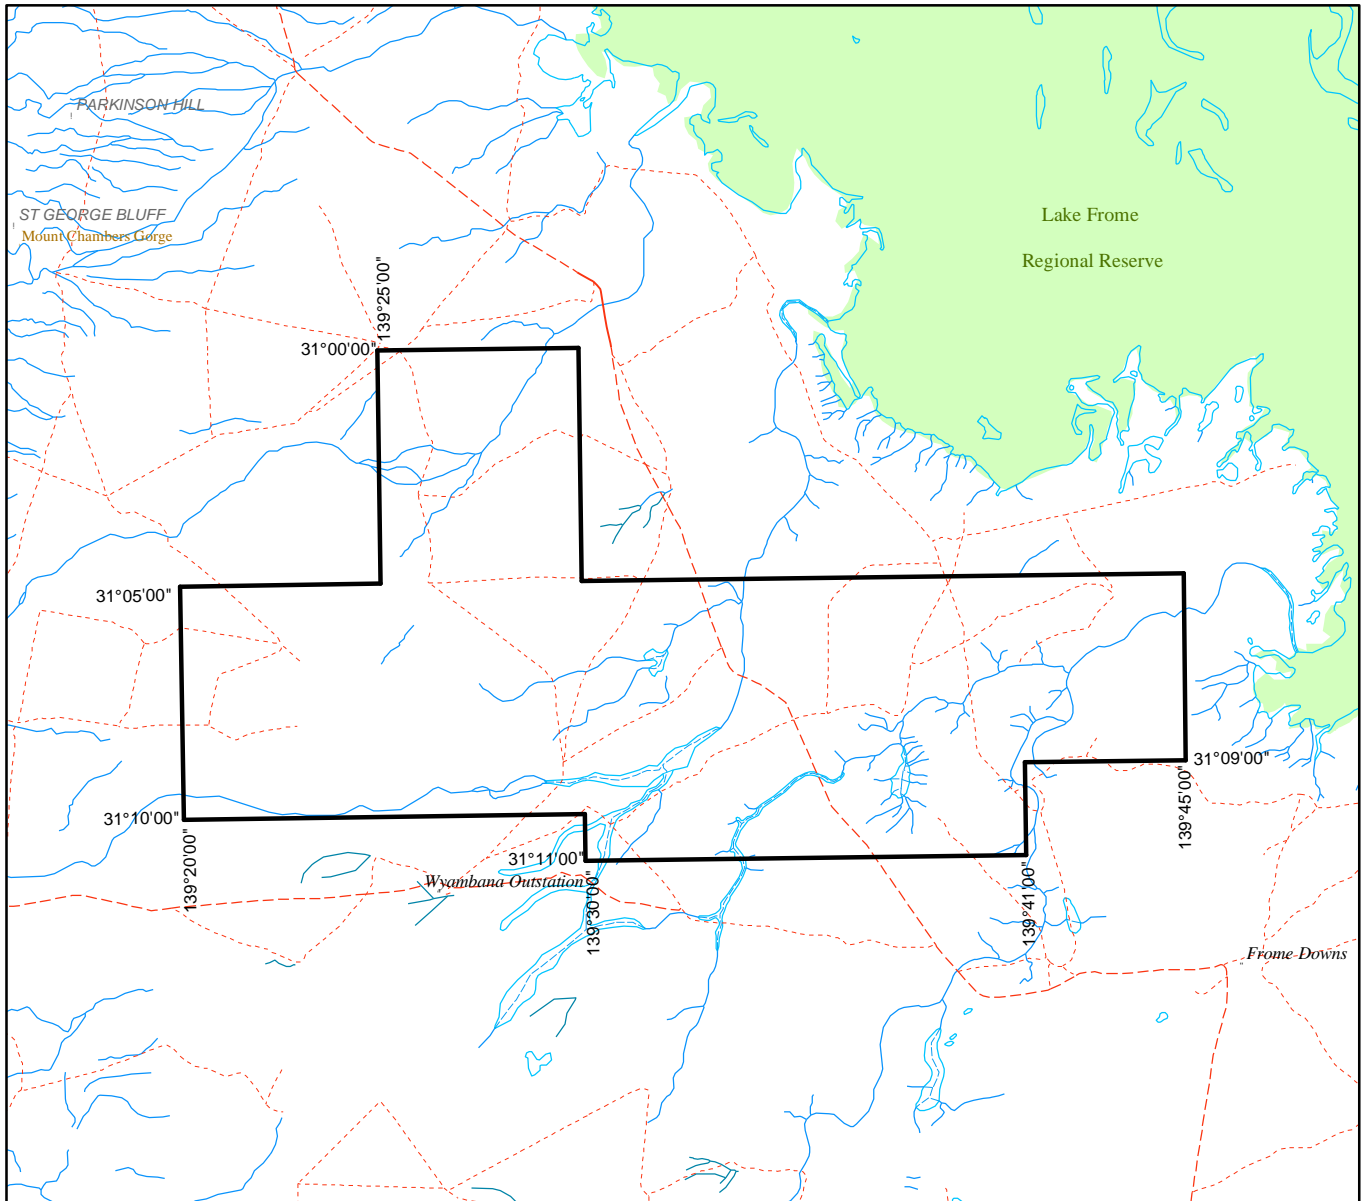 PARKINSON HILL
ST GEORGE BLUFF
Mount Chambers Gorge
Lake Frome
Regional Reserve
139°25'00"
31°00'00"
31°05'00"
31°09'00"
139°45'00"
31°10'00"
139°20'00"
31°11'00"
Wyambana Outstation
139°30'00"
139°41'00"
Frome Downs